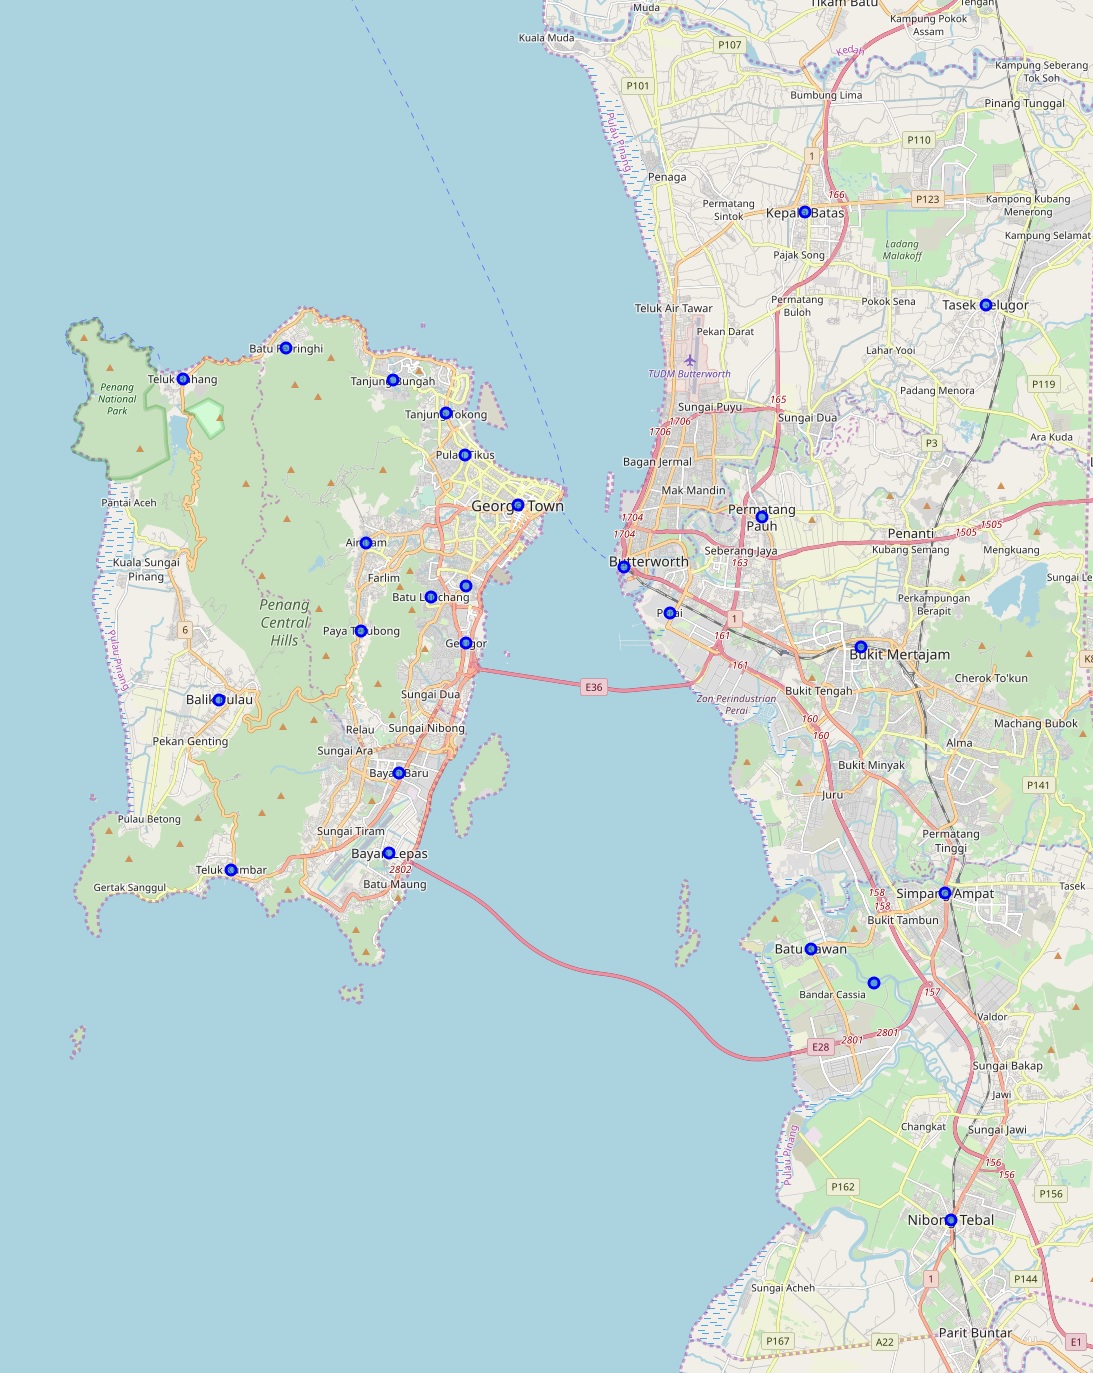 Muda
Tikam Batu
Tengah
Kampung Pokok
Assam
Kuala Muda
P107
Kedah
Kampung Seberang
Tok Soh
P101
Bumbung Lima
Pinang Tunggal
Pulau Pinang
P110
1
Penaga
166
P123
Permatang
Sintok
Kampong Kubang
Menerong
Kepala Batas
Kampung Selamat
Ladang
Malakoff
Pajak Song
Permatang
Buloh
Pokok Sena
Teluk Air Tawar
Tasek Gelugor
Pekan Darat
Batu Ferringhi
Lahar Yooi
TUDM Butterworth
Teluk Bahang
Tanjung Bungah
P119
Penang
National
Park
Padang Menora
165
Sungai Puyu
Tanjung Tokong
Sungai Dua
1706
1706
Ara Kuda
P3
Pulau Tikus
Bagan Jermal
Mak Mandin
Pantai Aceh
George Town
Permatang
Pauh
1704
1704
1505
1505
Penanti
Air Itam
Seberang Jaya
Kubang Semang
Mengkuang
Kuala Sungai
Pinang
Butterworth
163
Farlim
Sungai Le
Batu Lanchang
Perkampungan
Berapit
Penang
Central
Hills
Perai
1
6
Paya Terubong
161
Gelugor
Bukit Mertajam
Pulau Pinang
161
Cherok To'kun
E36
Sungai Dua
Bukit Tengah
Zon Perindustrian
Perai
Balik Pulau
160
Machang Bubok
Relau
Sungai Nibong
160
Pekan Genting
Alma
Sungai Ara
Bukit Minyak
Bayan Baru
P141
Juru
Pulau Betong
Sungai Tiram
Permatang
Tinggi
Bayan Lepas
Teluk Kumbar
2802
Gertak Sanggul
Batu Maung
Tasek
158
Simpang Ampat
158
Bukit Tambun
Batu Kawan
Bandar Cassia
157
Valdor
2801
2801
E28
Sungai Bakap
Jawi
Changkat
Sungai Jawi
Pulau Pinang
156
156
P162
P156
Nibong Tebal
1
P144
Sungai Acheh
Parit Buntar
P167
A22
E1